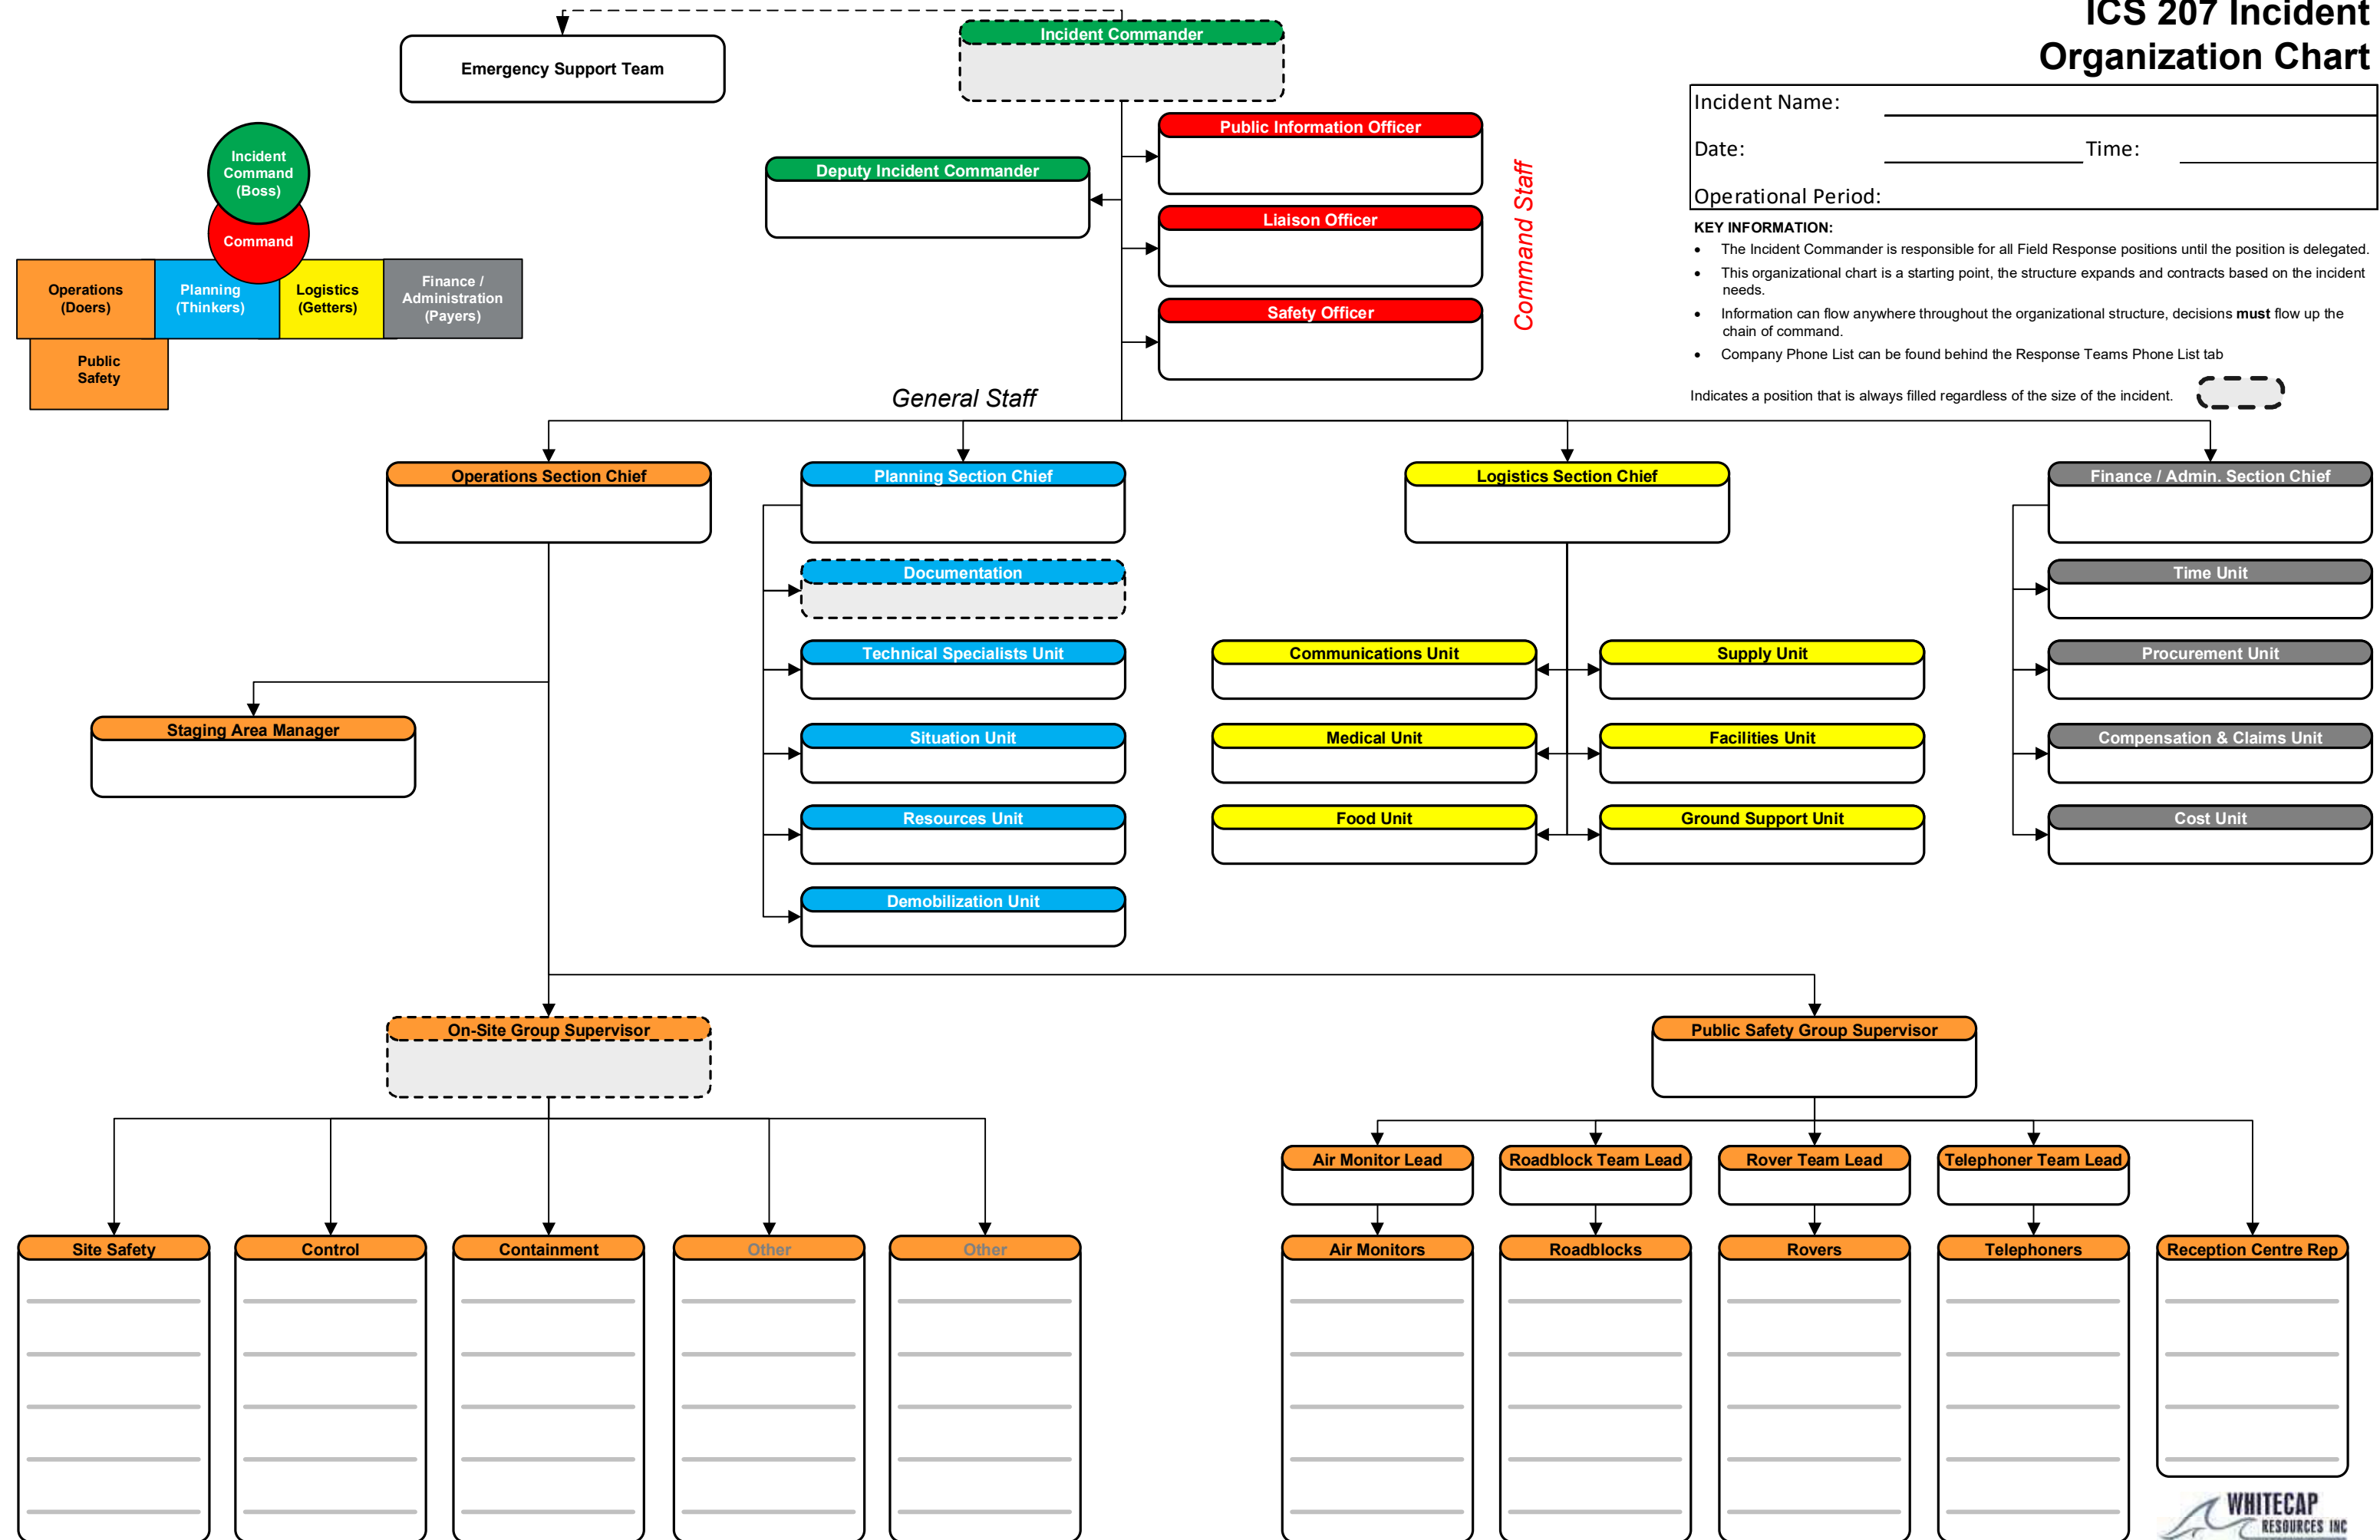 ICS 207 Incident
Organization Chart
Incident Commander
Emergency Support Team
Incident Name:
Date:
Time:
Operational Period:
Public Information Officer
Deputy Incident Commander
Liaison Officer
Safety Officer
Command Staff
Incident
Command
(Boss)
Command
Operations
(Doers)
Planning
(Thinkers)
Logistics
(Getters)
Finance /
Administration
(Payers)
Public
Safety
KEY INFORMATION:
• The Incident Commander is responsible for all Field Response positions until the position is delegated.
• This organizational chart is a starting point, the structure expands and contracts based on the incident
needs.
• Information can flow anywhere throughout the organizational structure, decisions must flow up the
chain of command.
• Company Phone List can be found behind the Response Teams Phone List tab
Indicates a position that is always filled regardless of the size of the incident.
General Staff
Operations Section Chief
Planning Section Chief
Logistics Section Chief
Finance / Admin. Section Chief
Documentation
Time Unit
Technical Specialists Unit
Communications Unit
Supply Unit
Procurement Unit
Staging Area Manager
Situation Unit
Medical Unit
Facilities Unit
Compensation & Claims Unit
Resources Unit
Food Unit
Ground Support Unit
Cost Unit
Demobilization Unit
On-Site Group Supervisor
Public Safety Group Supervisor
Air Monitor Lead
Roadblock Team Lead
Rover Team Lead
Telephoner Team Lead
Site Safety
Control
Containment
Other
Other
Air Monitors
Roadblocks
Rovers
Telephoners
Reception Centre Rep
WHITECAP
RESOURCES INC